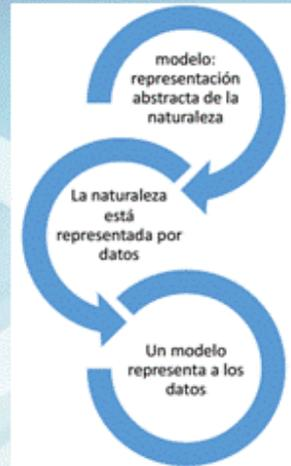 modelo:
representación
abstracta de la
naturaleza
La naturaleza
está
representada por
datos
Un modelo
representa a los
datos